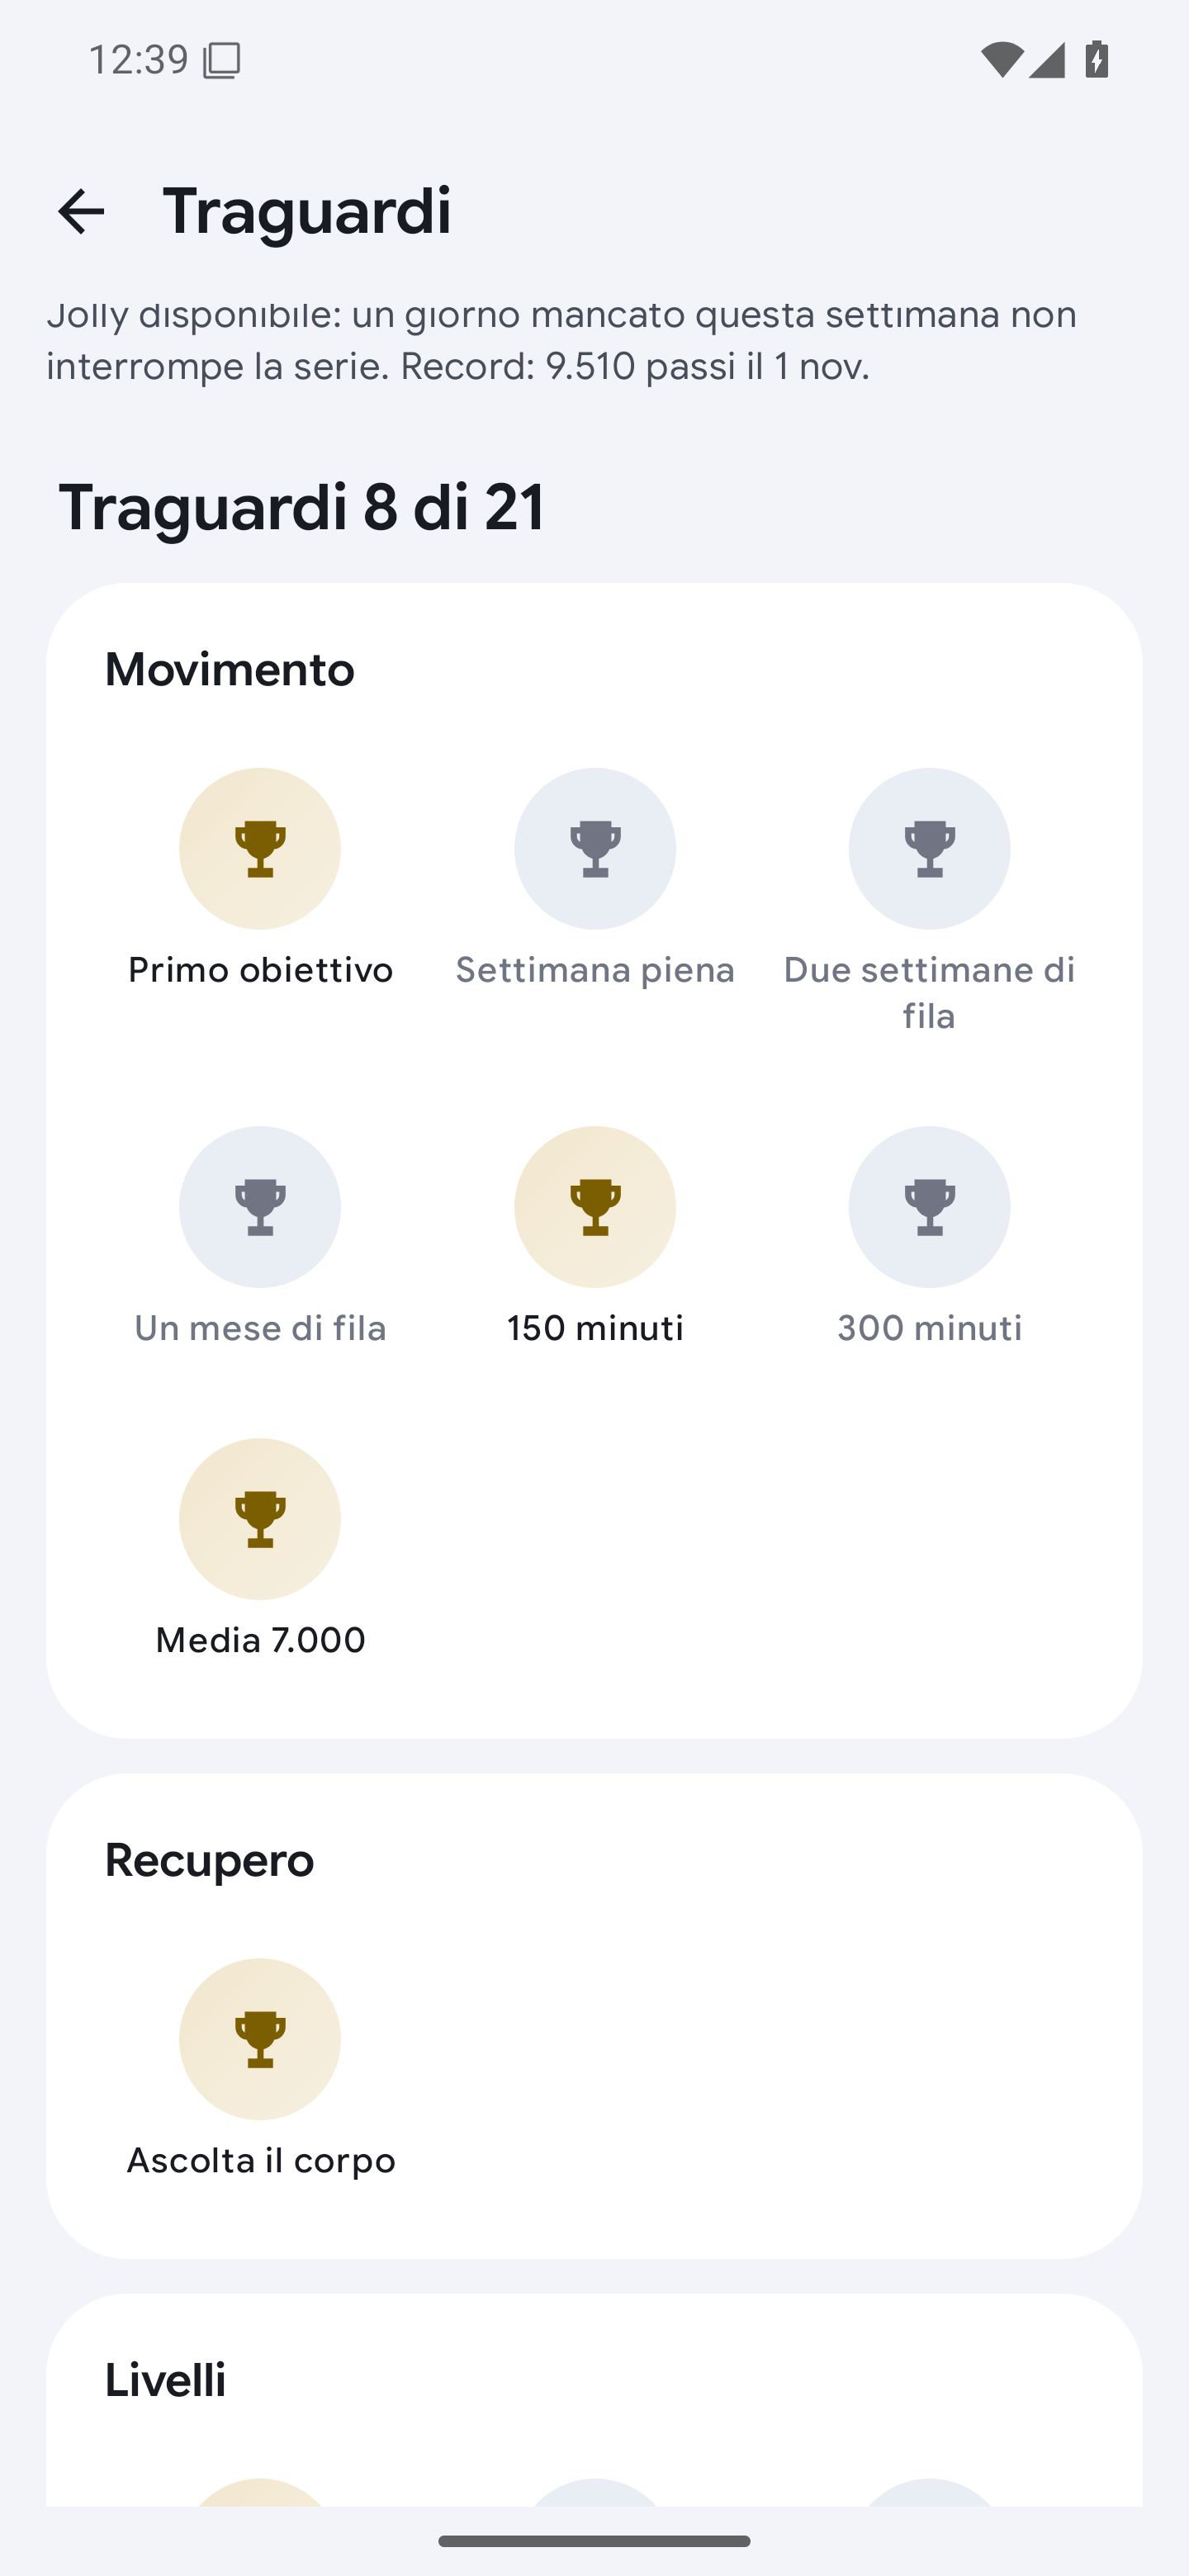 12:39
Traguardi
Jolly disponibile: un giorno mancato questa settimana non
interrompe la serie. Record: 9.510 passi il 1 nov.
Traguardi 8 di 21
Movimento
Primo obiettivo
Settimana piena
Due settimane di
fila
Un mese di fila
150 minuti
300 minuti
Media 7.000
Recupero
Ascolta il corpo
Livelli